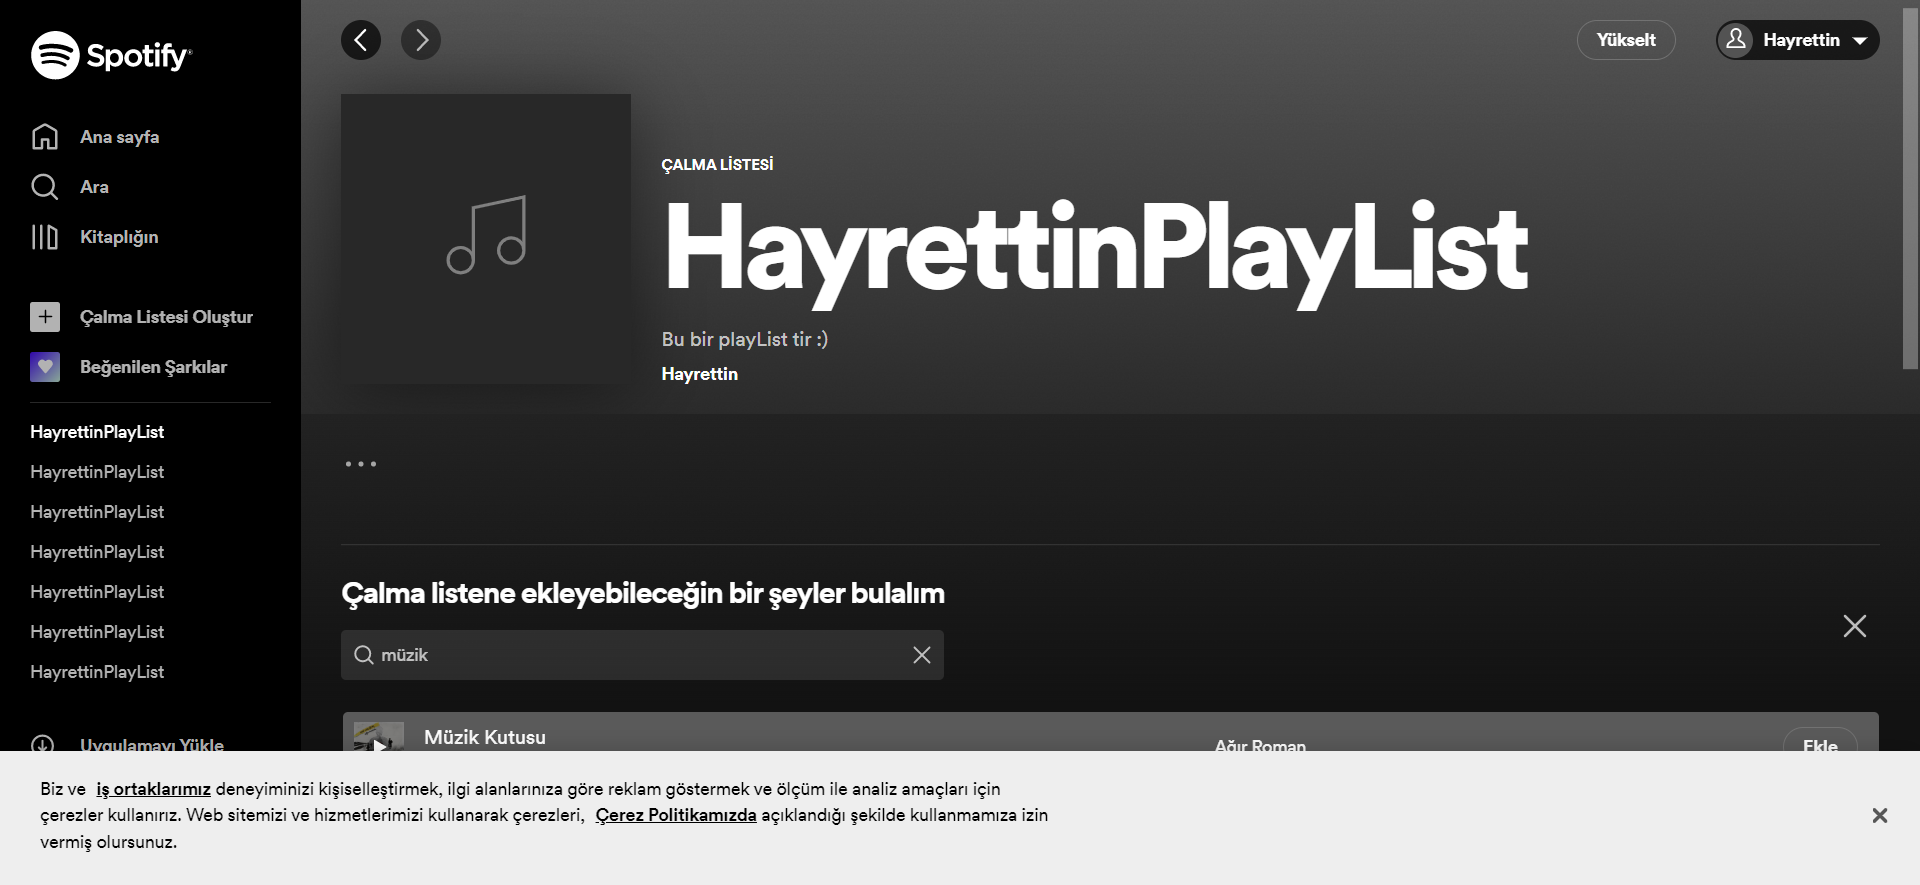 Spotify
Ana sayfa
Ara
Kitaplığın
Çalma Listesi Oluştur
Beğenilen Şarkılar
HayrettinPlayList
HayrettinPlayList
HayrettinPlayList
HayrettinPlayList
HayrettinPlayList
HayrettinPlayList
HayrettinPlayList
Uygulamayı Yükle
Yükselt
Hayrettin
ÇALMA LİSTESİ
HayrettinPlayList
Bu bir playList tir :)
Hayrettin
Çalma listene ekleyebileceğin bir şeyler bulalım
müzik
Müzik Kutusu
Ağır Roman
Ekle
Biz ve iş ortaklarımız deneyiminizi kişiselleştirmek, ilgi alanlarınıza göre reklam göstermek ve ölçüm ile analiz amaçları için
çerezler kullanırız. Web sitemizi ve hizmetlerimizi kullanarak çerezleri, Çerez Politikamızda açıklandığı şekilde kullanmamıza izin
vermiş olursunuz.